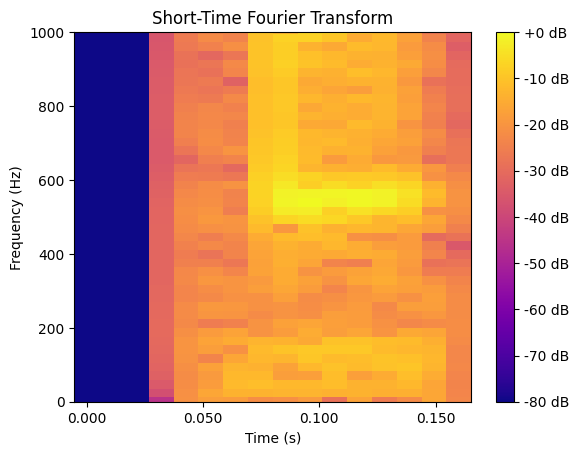 Short-Time Fourier Transform
1000
800
600
400
200
0
Frequency (Hz)
0.000
0.050
0.100
0.150
Time (s)
+0 dB
-10 dB
-20 dB
-30 dB
-40 dB
-50 dB
-60 dB
-70 dB
-80 dB